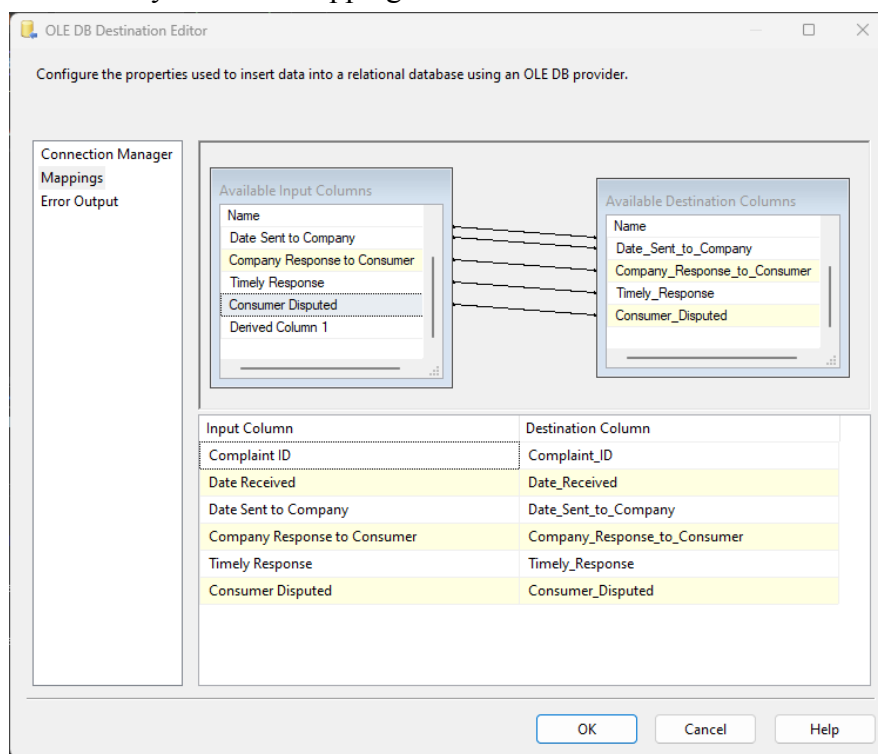 OLE DB Destination Editor
Configure the properties used to insert data into a relational database using an OLE DB provider.
Connection Manager
Mappings
Error Output
Available Input Columns
Name
Date Sent to Company
Company Response to Consumer
Timely Response
Consumer Disputed
Derived Column 1
Available Destination Columns
Name
Date_Sent_to_Company
Company_Response_to_Consumer
Timely_Response
Consumer_Disputed
Input Column Destination Column
Complaint ID Complaint_ID
Date Received Date_Received
Date Sent to Company Date_Sent_to_Company
Company Response to Consumer Company_Response_to_Consumer
Timely Response Timely_Response
Consumer Disputed Consumer_Disputed
OK Cancel Help